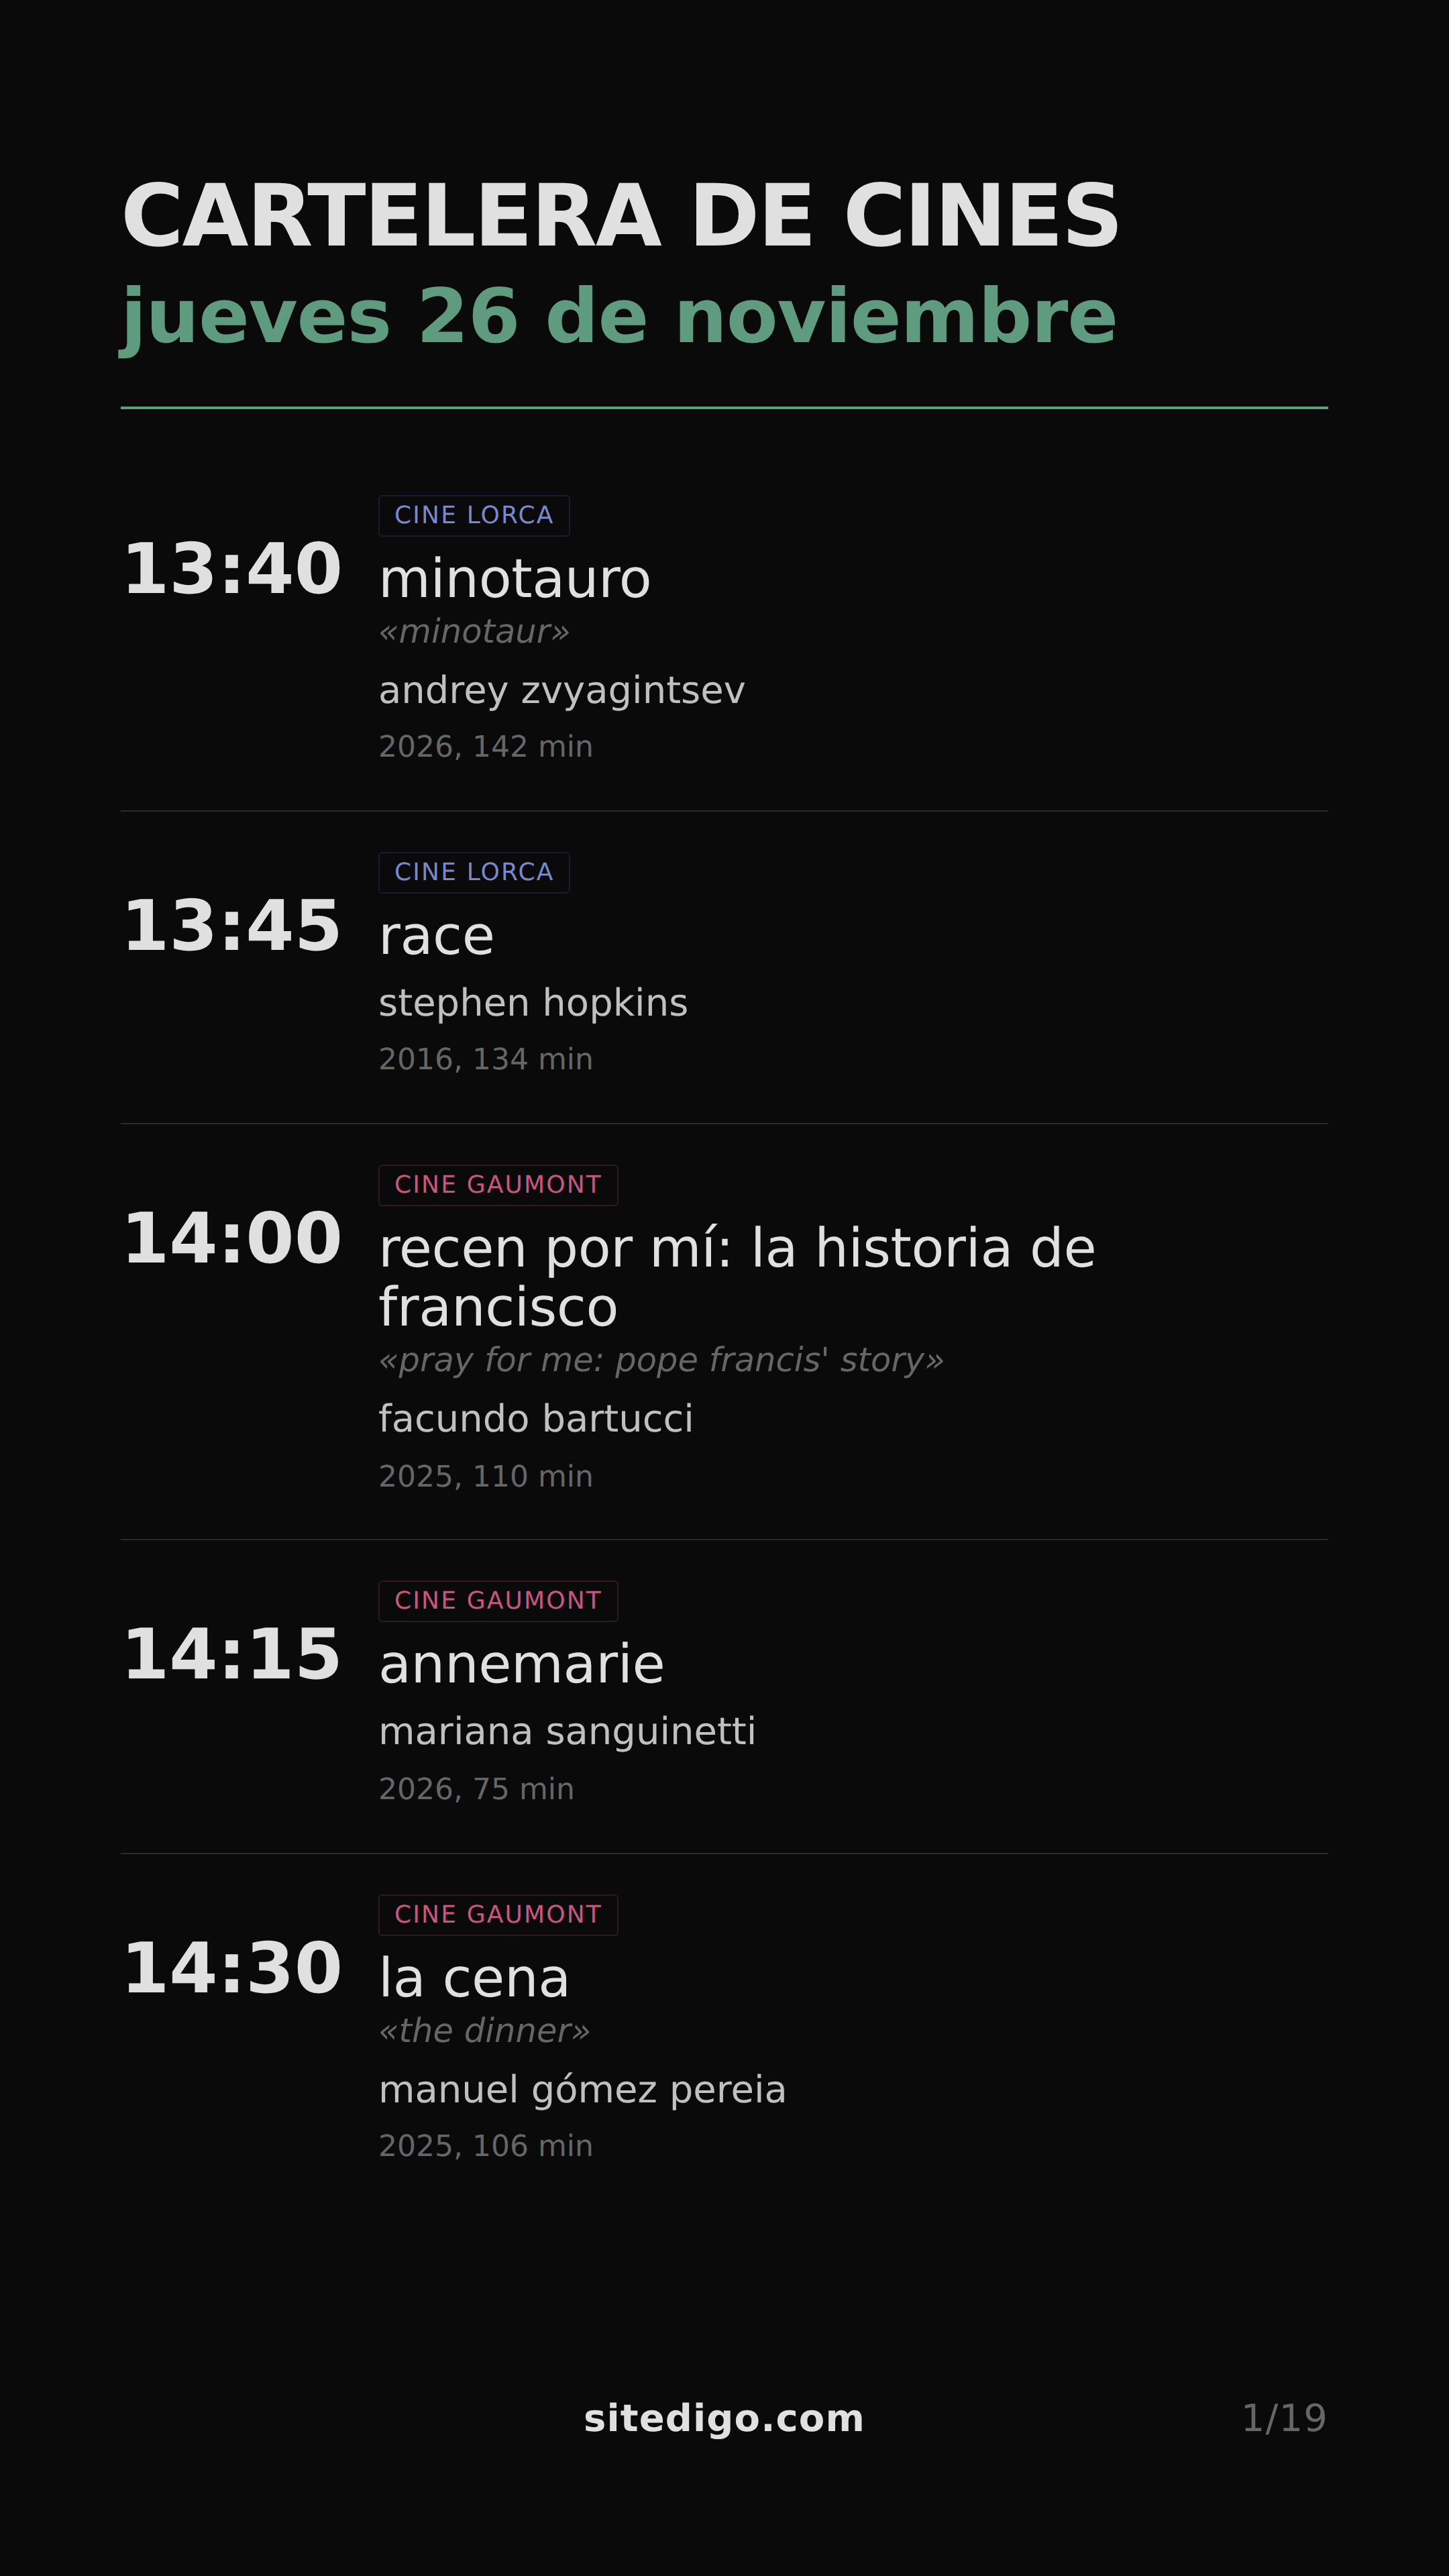 CARTELERA DE CINES
jueves 26 de noviembre
CINE LORCA
13:40
minotauro
«minotaur»
andrey zvyagintsev
2026, 142 min
CINE LORCA
13:45
race
stephen hopkins
2016, 134 min
CINE GAUMONT
14:00
recen por mí: la historia de
francisco
«pray for me: pope francis' story»
facundo bartucci
2025, 110 min
CINE GAUMONT
14:15
annemarie
mariana sanguinetti
2026, 75 min
CINE GAUMONT
14:30
la cena
«the dinner»
manuel gómez pereia
2025, 106 min
sitedigo.com
1/19